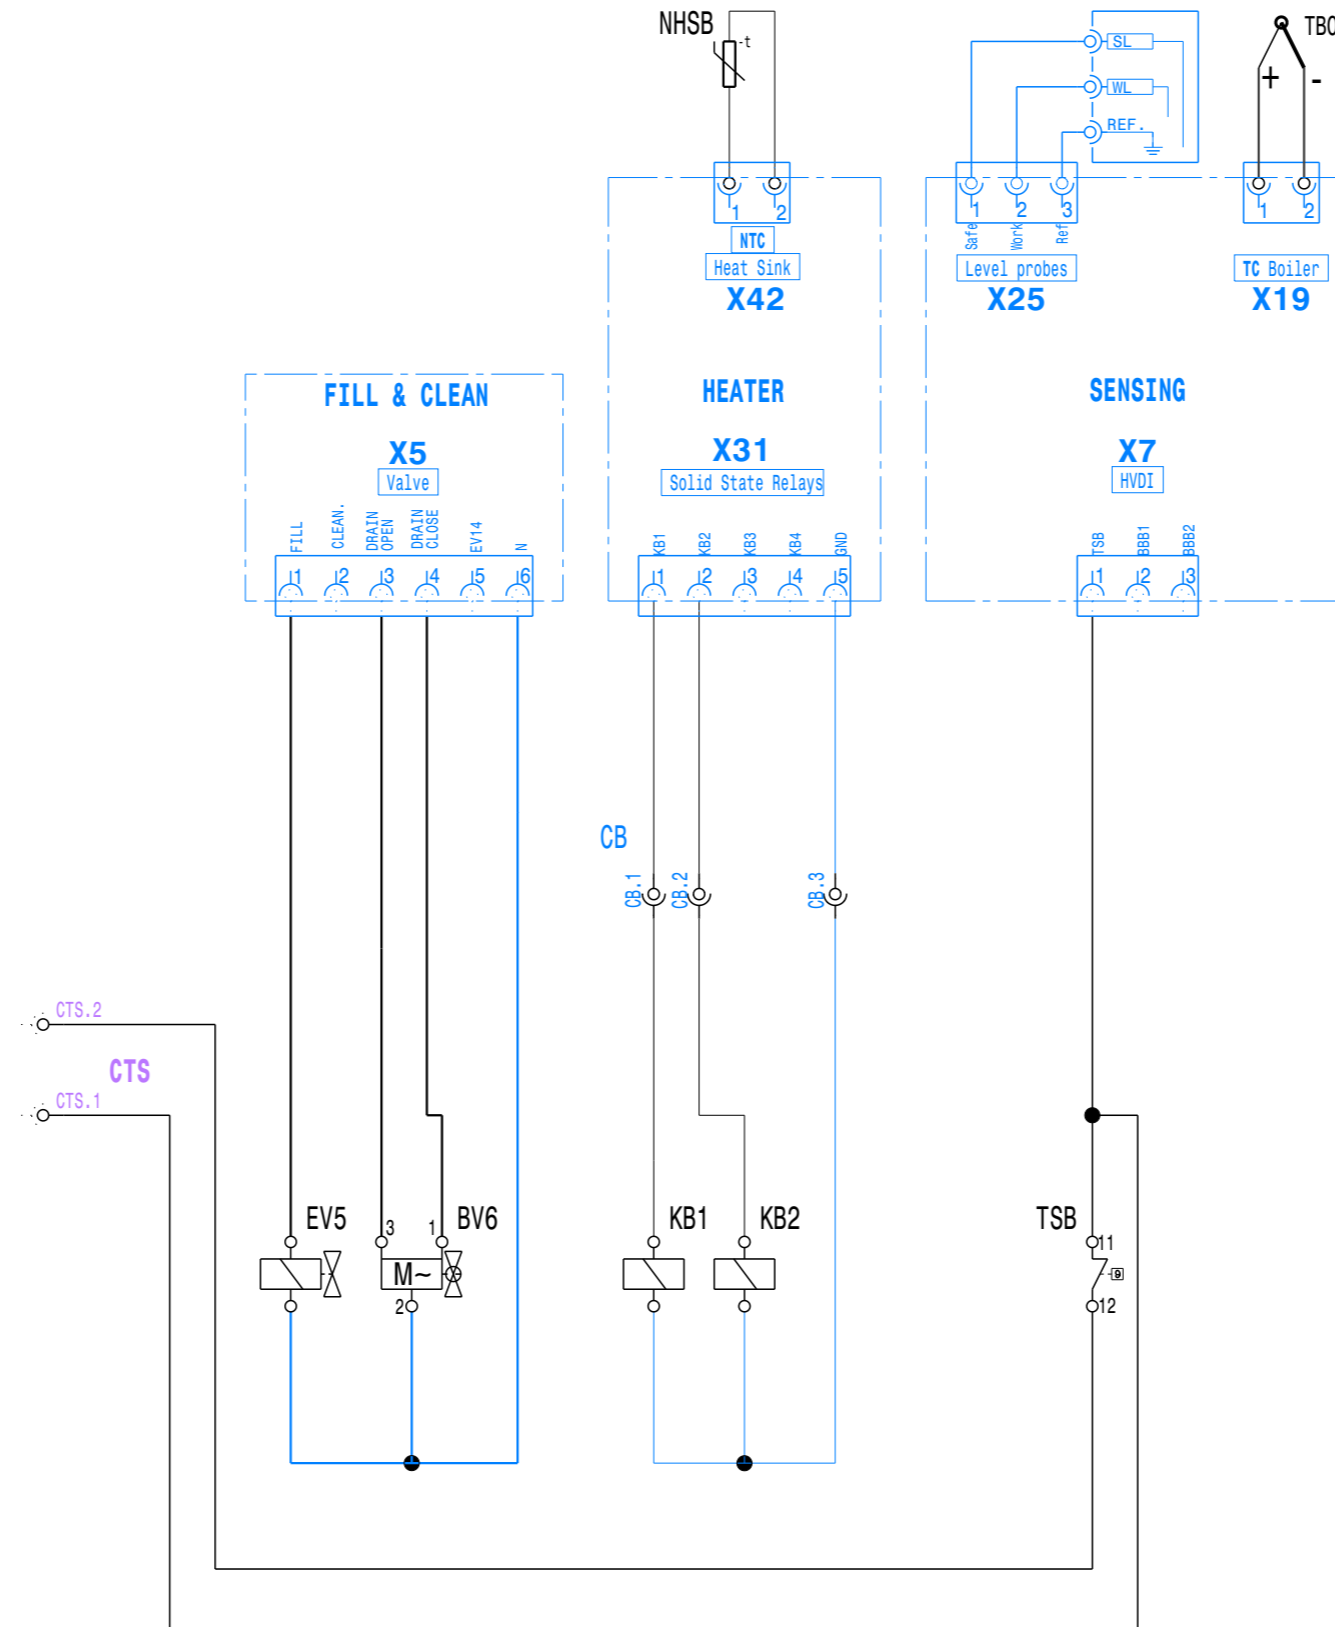 NHSB
-t
SL
WL
REF.
TBO
+ -
1 2
1 2 3
1 2
Safe
Work
Ref
NTC
Heat Sink
X42
Level probes
X25
TC Boiler
X19
FILL & CLEAN
X5
Valve
HEATER
X31
Solid State Relays
SENSING
X7
HVDI
FILL
CLEAN.
DRAIN
OPEN
DRAIN
CLOSE
EV14
N
KB1
KB2
KB3
KB4
GND
TSB
BBB1
BBB2
1 2 3 4 5 6
1 2 3 4 5
1 2 3
CB
CB.1
CB.2
CB.3
CTS.2
CTS
CTS.1
EV5
3
1
BV6
M~
2
KB1
KB2
TSB
11
12